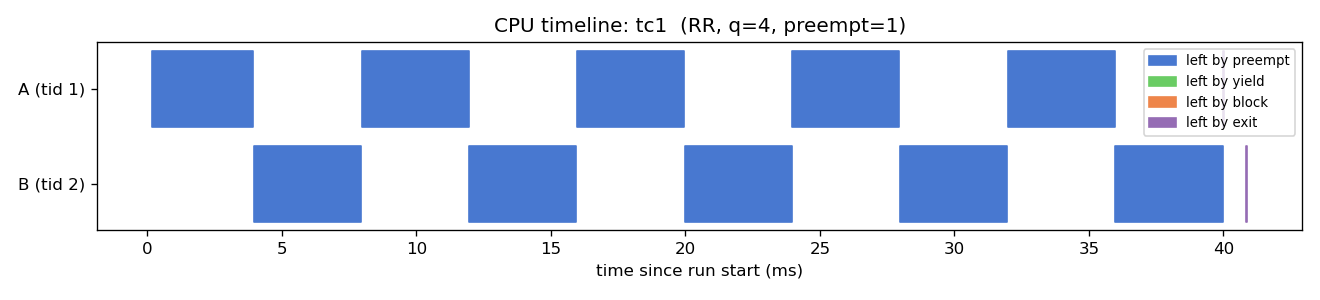 CPU timeline: tc1  (RR, q=4, preempt=1)
A (tid 1)
B (tid 2)
left by preempt
left by yield
left by block
left by exit
0 5 10 15 20 25 30 35 40
time since run start (ms)